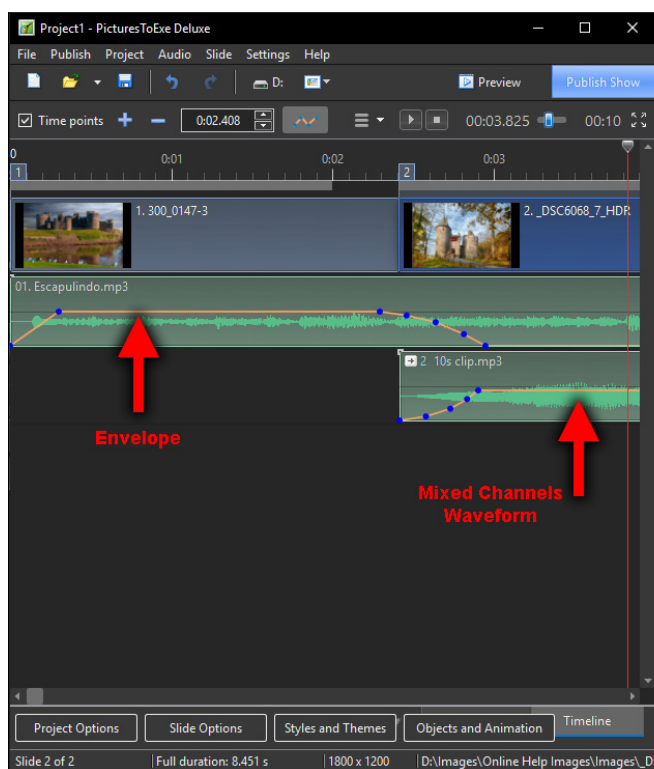 Project1 - PicturesToExe Deluxe
File Publish Project Audio Slide Settings Help
D: Preview Publish Show
Time points 0:02.408 00:03.825 00:10
0 0:01 0:02 0:03
1 2
1. 300_0147-3 2. _DSC6068_7_HDR
01. Escapulindo.mp3
2 10s clip.mp3
Envelope
Mixed Channels
Waveform
Project Options Slide Options Styles and Themes Objects and Animation Timeline
Slide 2 of 2 Full duration: 8.451 s 1800 x 1200 D:\Images\Online Help Images\Images\_D